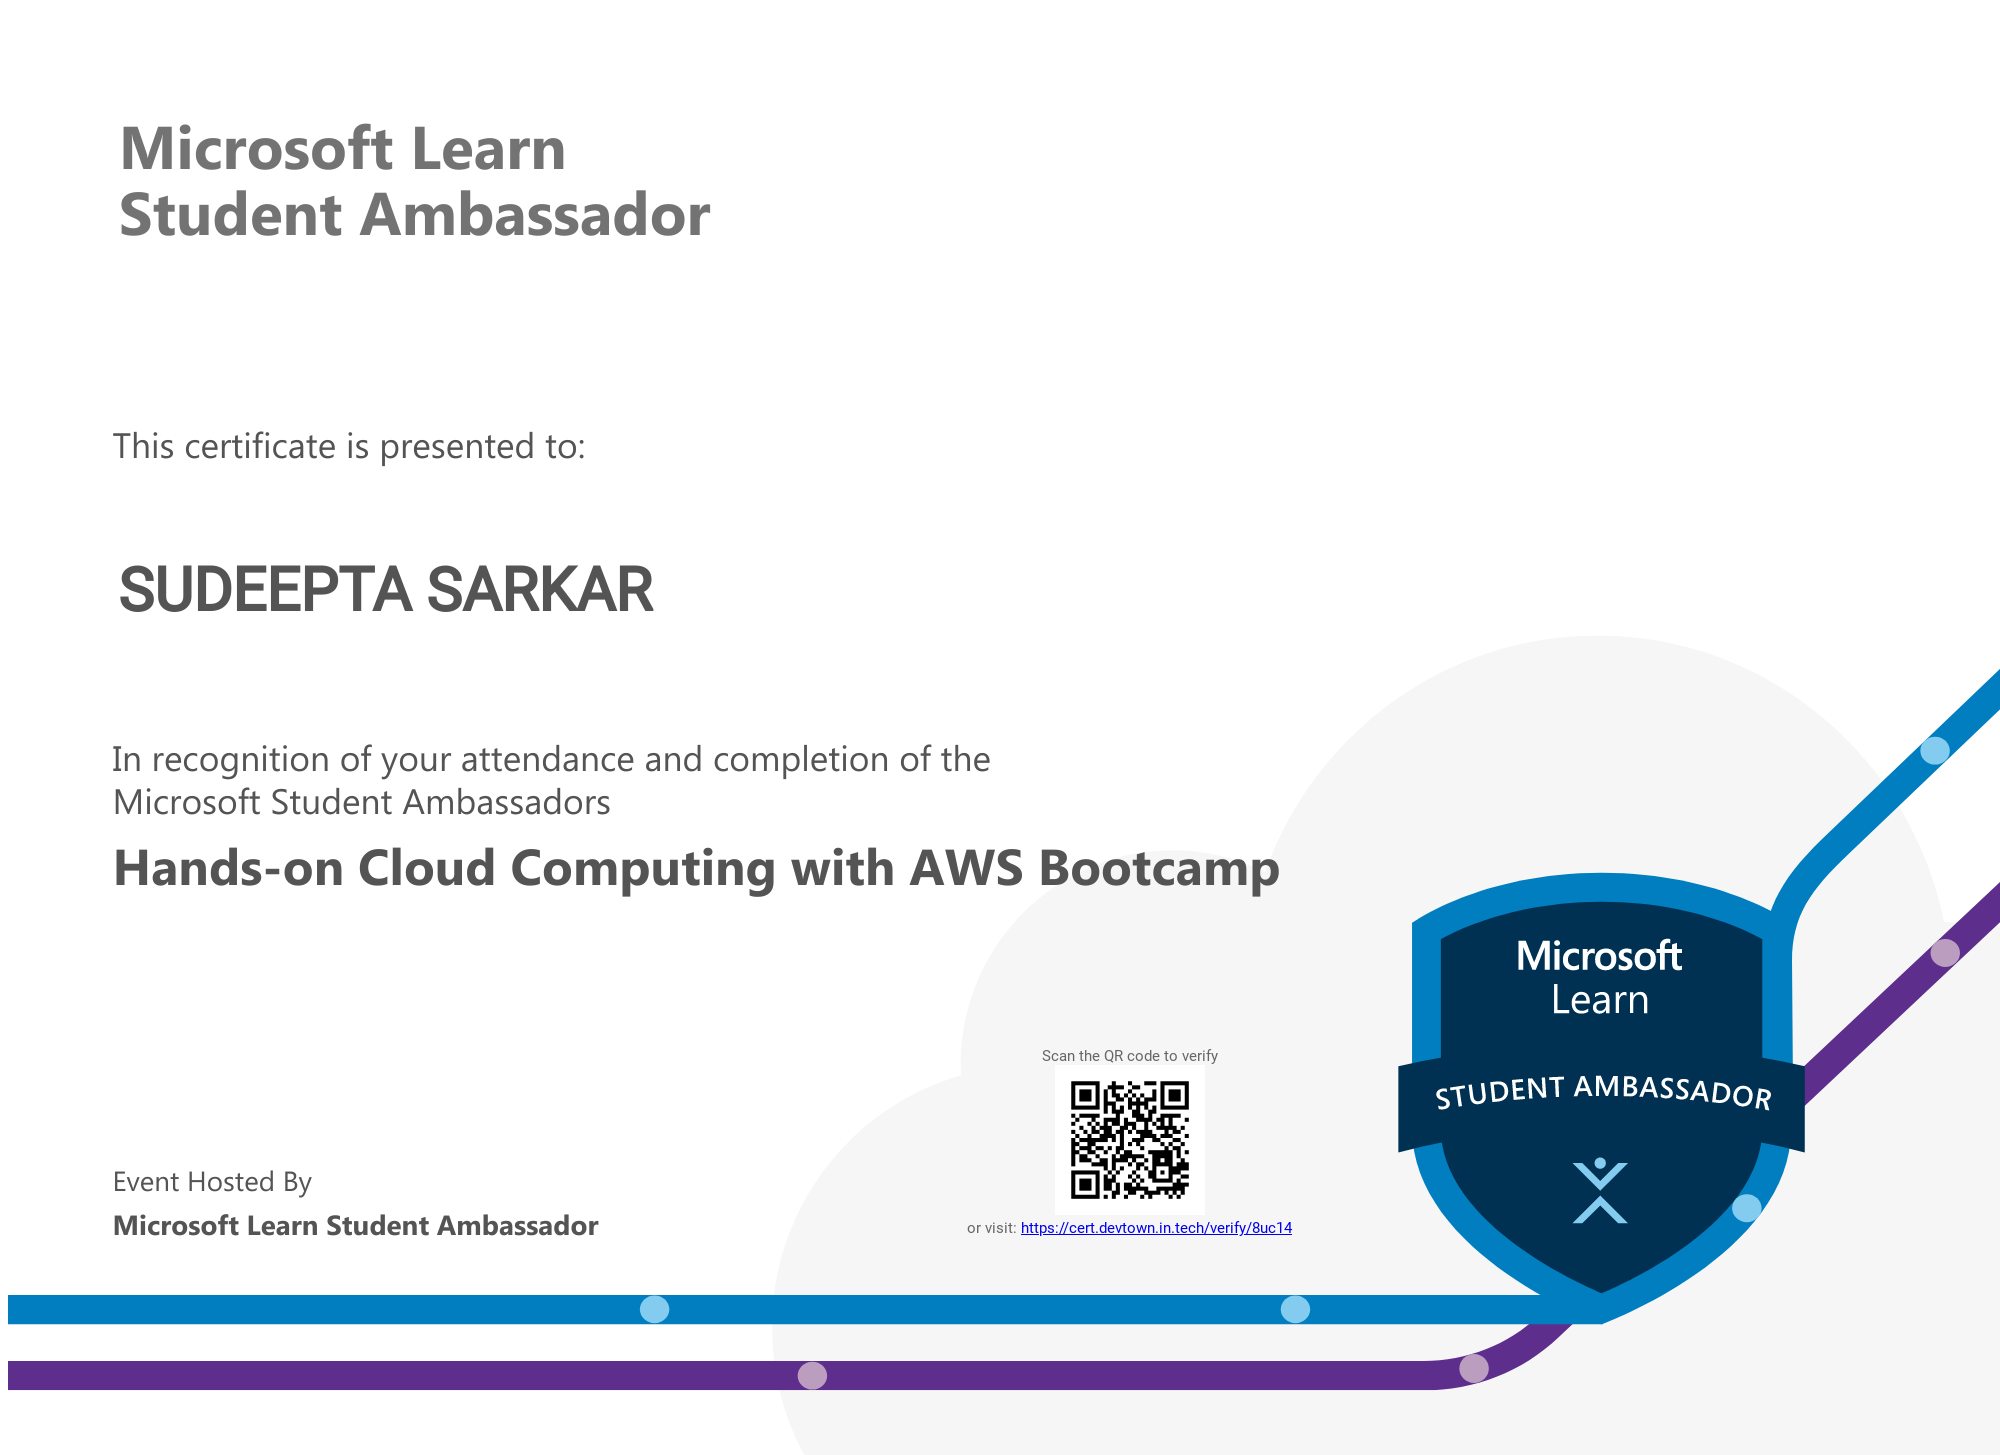 Microsoft Learn
Student Ambassador
This certificate is presented to:
SUDEEPTA SARKAR
In recognition of your attendance and completion of the
Microsoft Student Ambassadors
Hands-on Cloud Computing with AWS Bootcamp
Microsoft
Learn
STUDENT AMBASSADOR
Scan the QR code to verify
or visit: https://cert.devtown.in.tech/verify/8uc14
Event Hosted By
Microsoft Learn Student Ambassador